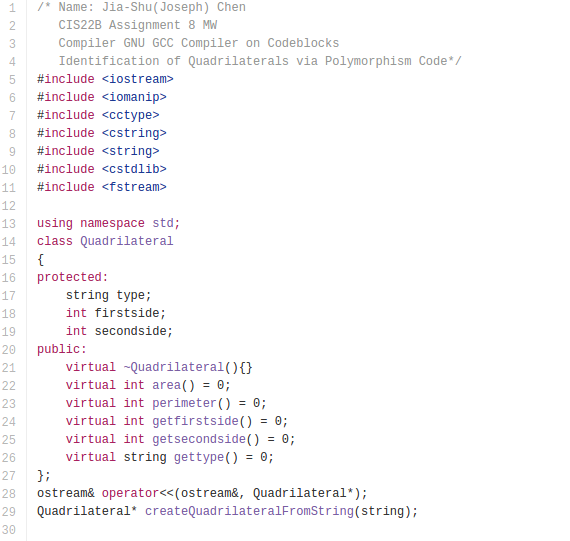 1 /* Name: Jia-Shu(Joseph) Chen
2    CIS22B Assignment 8 MW
3    Compiler GNU GCC Compiler on Codeblocks
4    Identification of Quadrilaterals via Polymorphism Code*/
5 #include <iostream>
6 #include <iomanip>
7 #include <cctype>
8 #include <cstring>
9 #include <string>
10 #include <cstdlib>
11 #include <fstream>
12
13 using namespace std;
14 class Quadrilateral
15 {
16 protected:
17     string type;
18     int firstside;
19     int secondside;
20 public:
21     virtual ~Quadrilateral(){}
22     virtual int area() = 0;
23     virtual int perimeter() = 0;
24     virtual int getfirstside() = 0;
25     virtual int getsecondside() = 0;
26     virtual string gettype() = 0;
27 };
28 ostream& operator<<(ostream&, Quadrilateral*);
29 Quadrilateral* createQuadrilateralFromString(string);
30